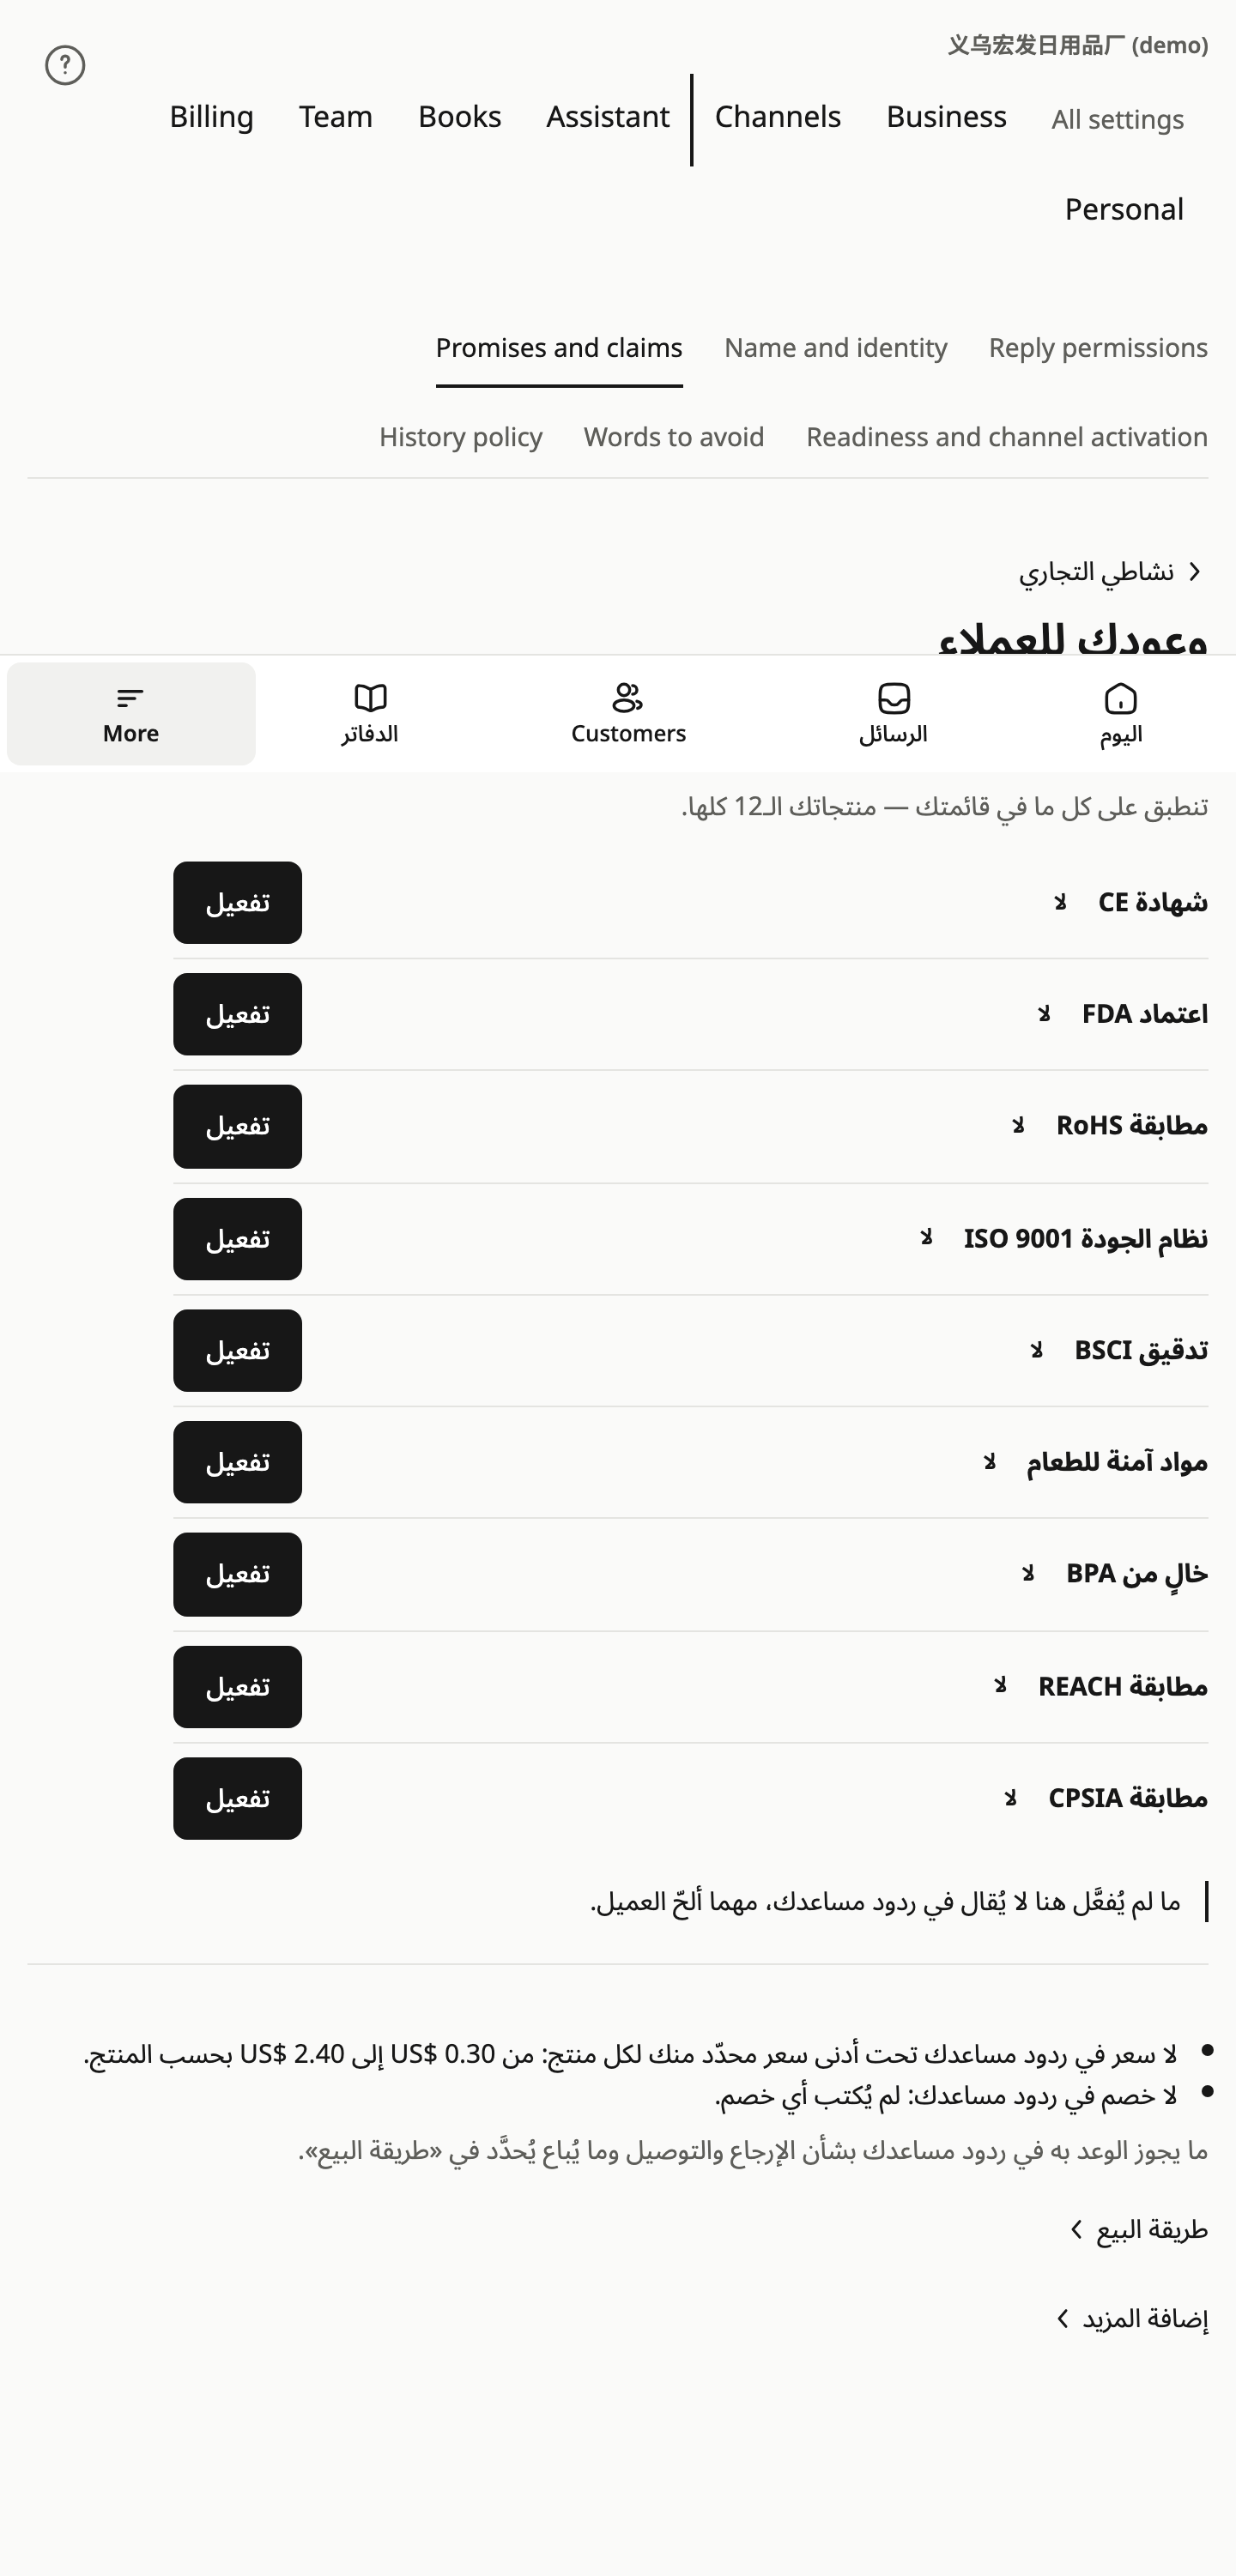 义乌宏发日用品厂 (demo)
?
All settings
Business
Channels
Assistant
Books
Team
Billing
Personal
Reply permissions
Name and identity
Promises and claims
Readiness and channel activation
Words to avoid
History policy
نشاطي التجاري
وعودك للعملاء
اليوم
الرسائل
Customers
الدفاتر
More
تنطبق على كل ما في قائمتك — منتجاتك الـ12 كلها.
شهادة CE لا تفعيل
اعتماد FDA لا تفعيل
مطابقة RoHS لا تفعيل
نظام الجودة ISO 9001 لا تفعيل
تدقيق BSCI لا تفعيل
مواد آمنة للطعام لا تفعيل
خالٍ من BPA لا تفعيل
مطابقة REACH لا تفعيل
مطابقة CPSIA لا تفعيل
ما لم يُفعَّل هنا لا يُقال في ردود مساعدك، مهما ألحّ العميل.
لا سعر في ردود مساعدك تحت أدنى سعر محدّد منك لكل منتج: من US$ 0.30 إلى US$ 2.40 بحسب المنتج.
لا خصم في ردود مساعدك: لم يُكتب أي خصم.
ما يجوز الوعد به في ردود مساعدك بشأن الإرجاع والتوصيل وما يُباع يُحدَّد في «طريقة البيع».
طريقة البيع
إضافة المزيد